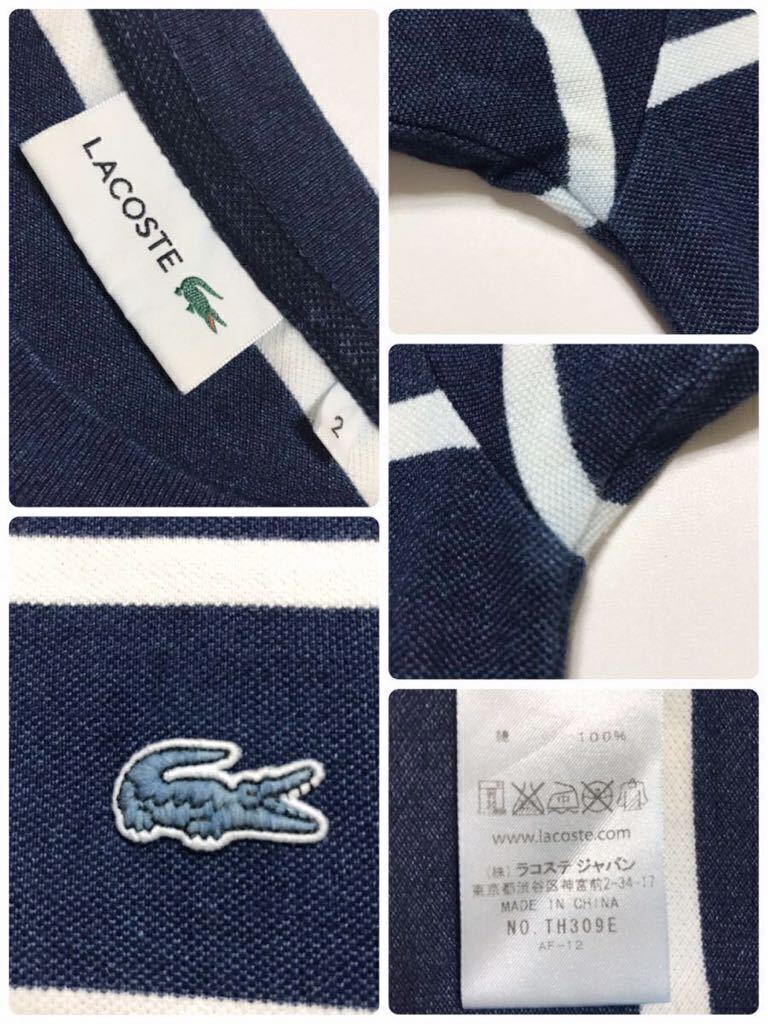 LACOSTE
2
綿 100%
www.lacoste.com
(株)ラコステ ジャパン
東京都渋谷区神宮前2-34-17
MADE IN CHINA
NO. TH309E
AF-12